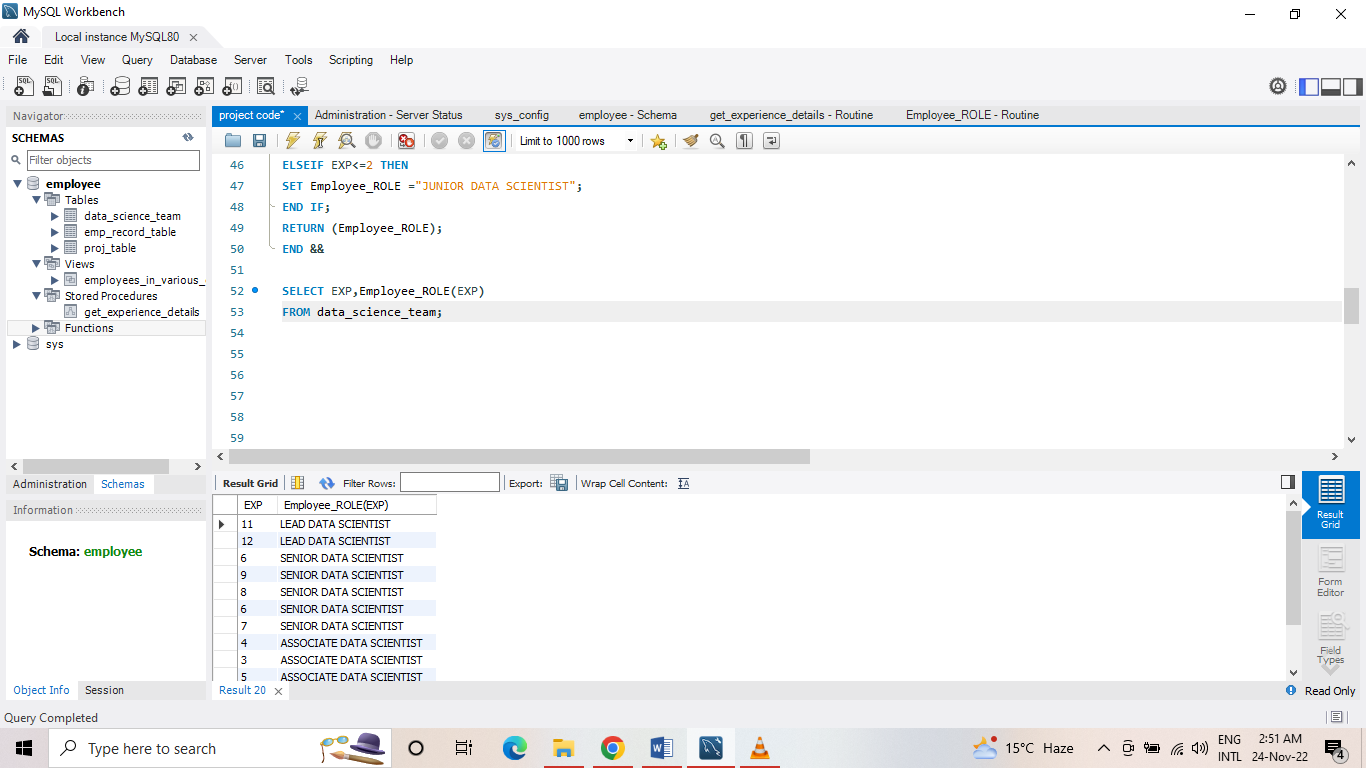 MySQL Workbench
Local instance MySQL80
File Edit View Query Database Server Tools Scripting Help
Navigator
SCHEMAS
Filter objects
employee
Tables
data_science_team
emp_record_table
proj_table
Views
employees_in_various_
Stored Procedures
get_experience_details
Functions
sys
Administration Schemas
Information
Schema: employee
Object Info Session
project code* Administration - Server Status sys_config employee - Schema get_experience_details - Routine Employee_ROLE - Routine
Limit to 1000 rows
46 ELSEIF EXP<=2 THEN
47 SET Employee_ROLE ="JUNIOR DATA SCIENTIST";
48 END IF;
49 RETURN (Employee_ROLE);
50 END &&
51
52 SELECT EXP,Employee_ROLE(EXP)
53 FROM data_science_team;
54
55
56
57
58
59
Result Grid Filter Rows: Export: Wrap Cell Content:
EXP Employee_ROLE(EXP)
11 LEAD DATA SCIENTIST
12 LEAD DATA SCIENTIST
6 SENIOR DATA SCIENTIST
9 SENIOR DATA SCIENTIST
8 SENIOR DATA SCIENTIST
6 SENIOR DATA SCIENTIST
7 SENIOR DATA SCIENTIST
4 ASSOCIATE DATA SCIENTIST
3 ASSOCIATE DATA SCIENTIST
5 ASSOCIATE DATA SCIENTIST
Result
Grid
Form
Editor
Field
Types
Result 20
Read Only
Query Completed
Type here to search
15°C Haze
ENG
INTL
2:51 AM
24-Nov-22
4